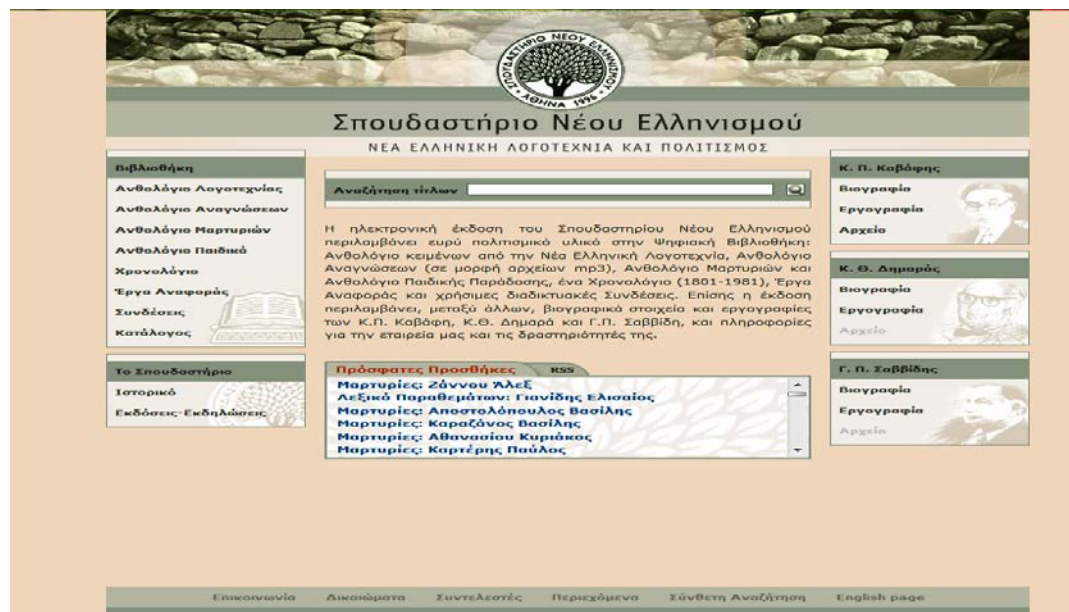 ΣΠΟΥΔΑΣΤΗΡΙΟ ΝΕΟΥ ΕΛΛΗΝΙΣΜΟΥ
ΑΘΗΝΑ 1996
Σπουδαστήριο Νέου Ελληνισμού
ΝΕΑ ΕΛΛΗΝΙΚΗ ΛΟΓΟΤΕΧΝΙΑ ΚΑΙ ΠΟΛΙΤΙΣΜΟΣ
Βιβλιοθήκη
Ανθολόγιο Λογοτεχνίας
Ανθολόγιο Αναγνώσεων
Ανθολόγιο Μαρτυριών
Ανθολόγιο Παιδικό
Χρονολόγιο
Έργα Αναφοράς
Συνδέσεις
Κατάλογος
Το Σπουδαστήριο
Ιστορικό
Εκδόσεις-Εκδηλώσεις
Αναζήτηση τίτλων
Η ηλεκτρονική έκδοση του Σπουδαστηρίου Νέου Ελληνισμού
περιλαμβάνει ευρύ πολιτισμικό υλικό στην Ψηφιακή Βιβλιοθήκη:
Ανθολόγιο κειμένων από την Νέα Ελληνική Λογοτεχνία, Ανθολόγιο
Αναγνώσεων (σε μορφή αρχείων mp3), Ανθολόγιο Μαρτυριών και
Ανθολόγιο Παιδικής Παράδοσης, ένα Χρονολόγιο (1801-1981), Έργα
Αναφοράς και χρήσιμες διαδικτυακές Συνδέσεις. Επίσης η έκδοση
περιλαμβάνει, μεταξύ άλλων, βιογραφικά στοιχεία και εργογραφίες
των Κ.Π. Καβάφη, Κ.Θ. Δημαρά και Γ.Π. Σαββίδη, και πληροφορίες
για την εταιρεία μας και τις δραστηριότητές της.
Πρόσφατες Προσθήκες RSS
Μαρτυρίες: Ζάννου Άλεξ
Λεξικό Παραθεμάτων: Γιανίδης Ελισαίος
Μαρτυρίες: Αποστολόπουλος Βασίλης
Μαρτυρίες: Καραζάνος Βασίλης
Μαρτυρίες: Αθανασίου Κυριάκος
Μαρτυρίες: Καρτέρης Παύλος
Κ. Π. Καβάφης
Βιογραφία
Εργογραφία
Αρχείο
Κ. Θ. Δημαράς
Βιογραφία
Εργογραφία
Αρχείο
Γ. Π. Σαββίδης
Βιογραφία
Εργογραφία
Αρχείο
Επικοινωνία Δικαιώματα Συντελεστές Περιεχόμενα Σύνθετη Αναζήτηση English page